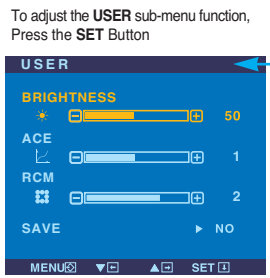 To adjust the USER sub-menu function,
Press the SET Button
USER
BRIGHTNESS
50
ACE
1
RCM
2
SAVE ▶ NO
MENU ▼ ▲ SET